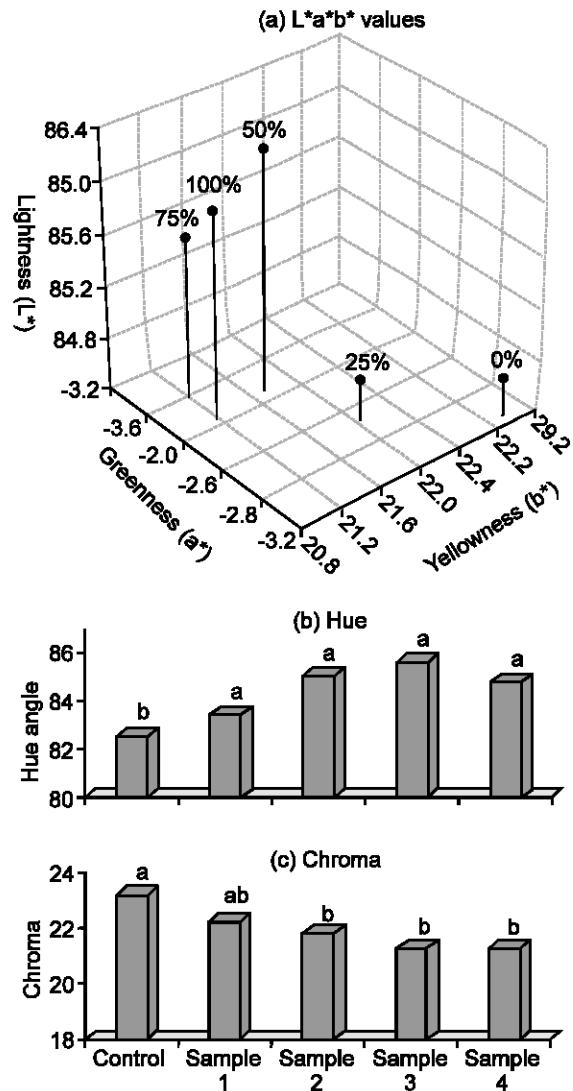 (a) L*a*b* values
86.4
85.0
85.6
85.2
84.8
-3.2
Lightness (L*)
50%
100%
75%
25%
0%
-3.6
-2.0
-2.6
-2.8
-3.2
Greenness (a*)
20.8
21.2
21.6
22.0
22.4
22.2
29.2
Yellowness (b*)
(b) Hue
86
84
82
80
Hue angle
b
a
a
a
a
(c) Chroma
24
22
20
18
Chroma
a
ab
b
b
b
Control Sample Sample Sample Sample
1 2 3 4